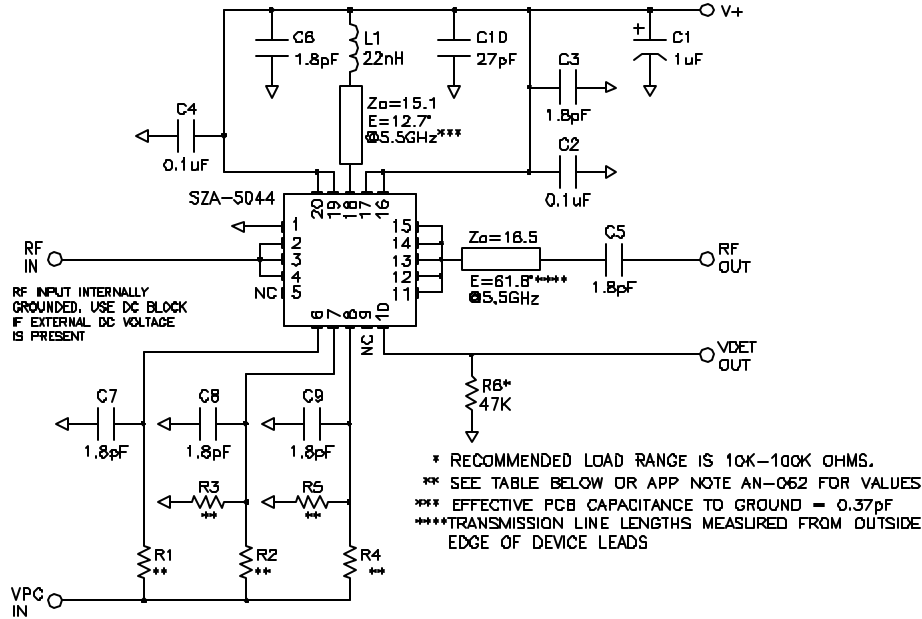 V+
C6
1.8pF
L1
22nH
C10
27pF
+
C1
1uF
C3
1.8pF
Zo=15.1
E=12.7°
@5.5GHz***
C4
0.1uF
C2
0.1uF
SZA-5044
20
19
18
17
16
1
2
3
4
5
NC
15
14
13
12
11
6
7
8
9
10
NC
RF
IN
RF INPUT INTERNALLY
GROUNDED. USE DC BLOCK
IF EXTERNAL DC VOLTAGE
IS PRESENT
Zo=16.5
E=61.6°****
@5.5GHz
C5
1.8pF
RF
OUT
VDET
OUT
R6*
47K
C7
1.8pF
C8
1.8pF
C9
1.8pF
R3
**
R5
**
R1
**
R2
**
R4
**
VPC
IN
* RECOMMENDED LOAD RANGE IS 10K-100K OHMS.
** SEE TABLE BELOW OR APP NOTE AN-062 FOR VALUES
*** EFFECTIVE PCB CAPACITANCE TO GROUND = 0.37pF
****TRANSMISSION LINE LENGTHS MEASURED FROM OUTSIDE
EDGE OF DEVICE LEADS